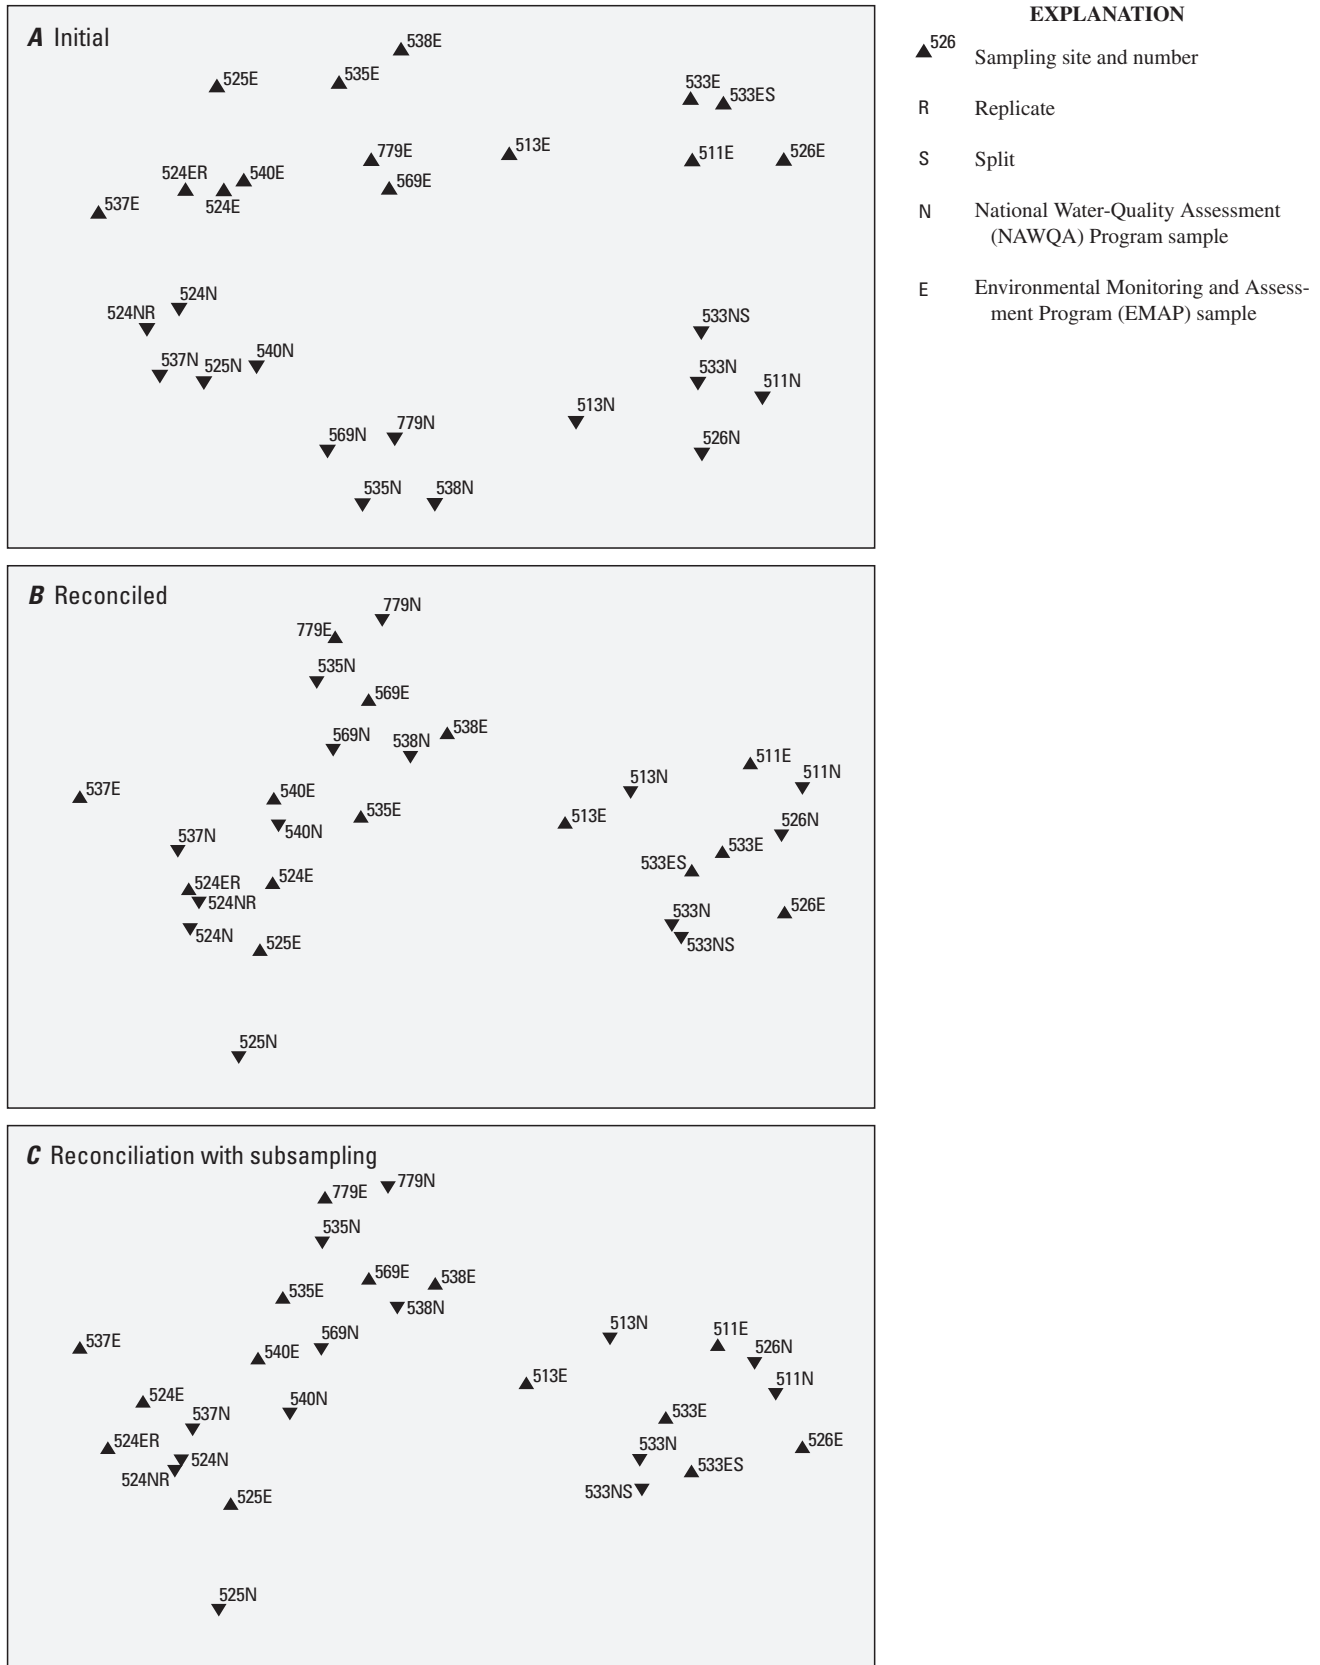 A Initial
538E
535E
525E
533E
533ES
513E
779E
511E
526E
524ER
540E
569E
524E
537E
524N
524NR
533NS
537N
525N
540N
533N
511N
513N
779N
569N
526N
535N
538N
B Reconciled
779N
779E
535N
569E
569N
538N
538E
511E
511N
513N
537E
540E
535E
513E
526N
540N
537N
533E
533ES
524ER
524E
524NR
526E
533N
524N
525E
533NS
525N
C Reconciliation with subsampling
779E
779N
535N
569E
538E
535E
538N
513N
511E
526N
537E
569N
540E
513E
511N
524E
540N
537N
533E
524ER
526E
524N
533N
524NR
533ES
533NS
525E
525N
EXPLANATION
526 Sampling site and number
R Replicate
S Split
N National Water-Quality Assessment
(NAWQA) Program sample
E Environmental Monitoring and Assess-
ment Program (EMAP) sample